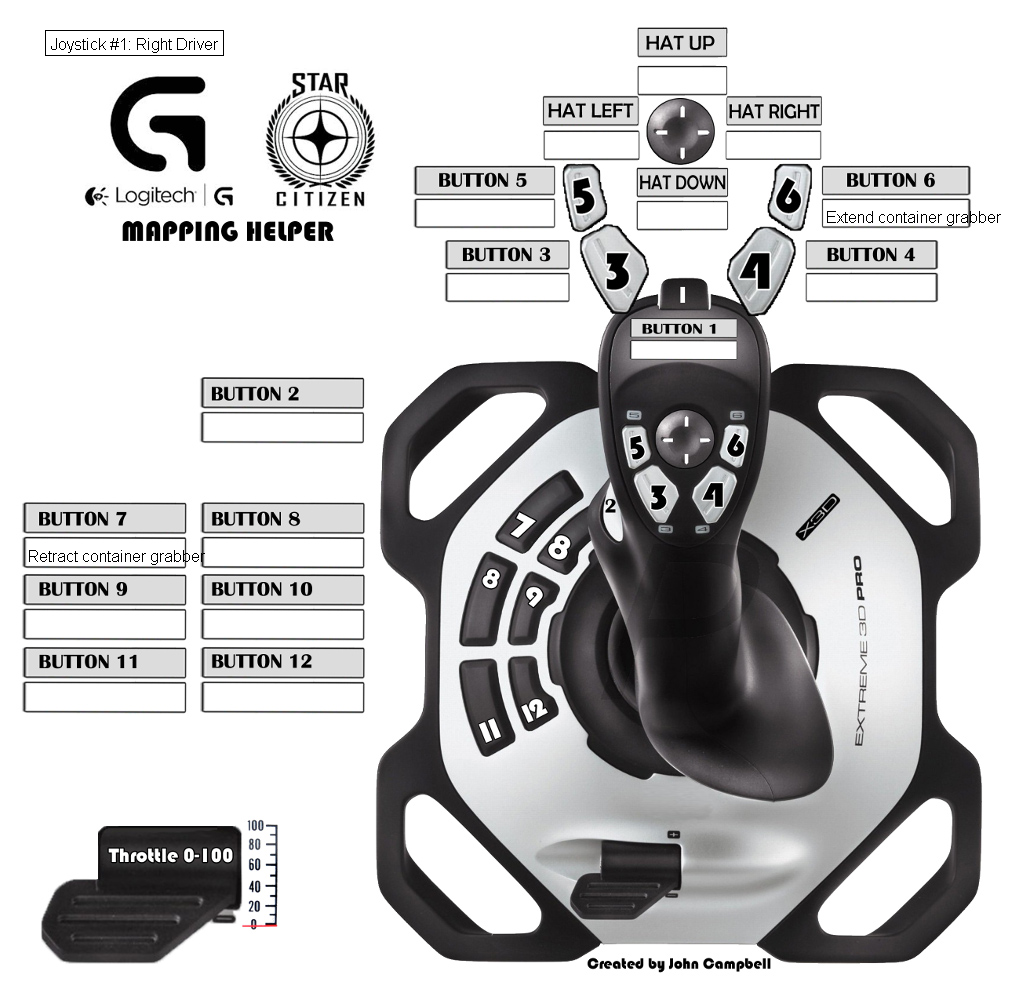 Joystick #1: Right Driver
HAT UP
STAR
CITIZEN
HAT LEFT
HAT RIGHT
Logitech
G
MAPPING HELPER
BUTTON 5
5
HAT DOWN
6
BUTTON 6
Extend container grabber
BUTTON 3
3
4
BUTTON 4
1
BUTTON 1
BUTTON 2
5
6
5
6
3
4
3
4
2
BUTTON 7
BUTTON 8
7
8
X3D
Retract container grabber
BUTTON 9
BUTTON 10
8
9
EXTREME 3D PRO
BUTTON 11
BUTTON 12
11
12
Throttle 0-100
100
80
60
40
20
0
+
-
Created by John Campbell